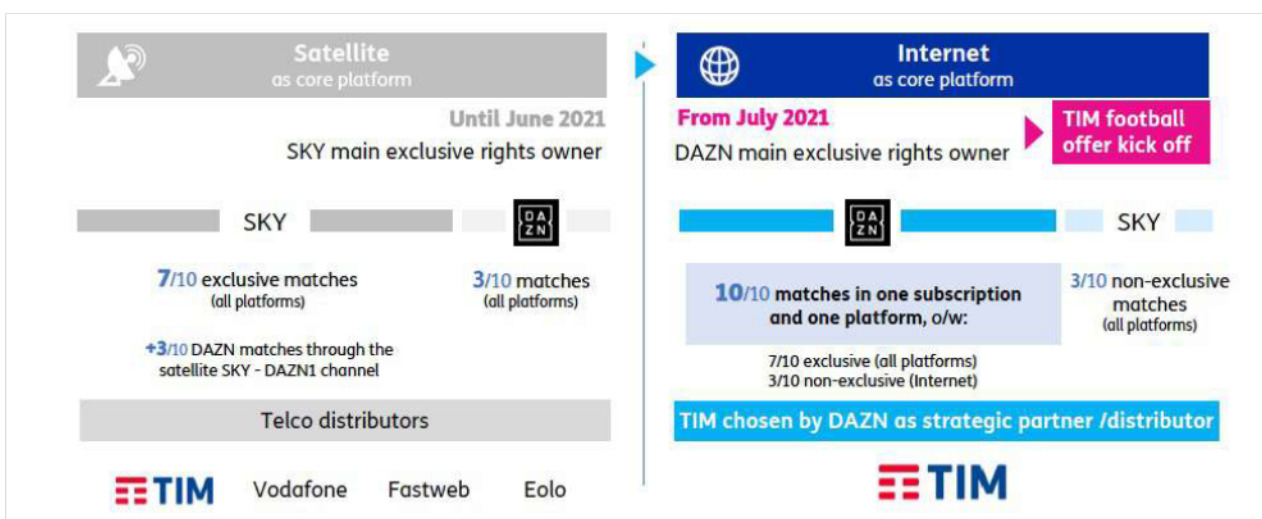 Satellite
as core platform
Until June 2021
SKY main exclusive rights owner
SKY
DAZN
7/10 exclusive matches
(all platforms)
3/10 matches
(all platforms)
+3/10 DAZN matches through the
satellite SKY - DAZN1 channel
Telco distributors
TIM
Vodafone
Fastweb
Eolo
Internet
as core platform
From July 2021
DAZN main exclusive rights owner
TIM football
offer kick off
DAZN
SKY
10/10 matches in one subscription
and one platform, o/w:
7/10 exclusive (all platforms)
3/10 non-exclusive (Internet)
3/10 non-exclusive
matches
(all platforms)
TIM chosen by DAZN as strategic partner /distributor
TIM